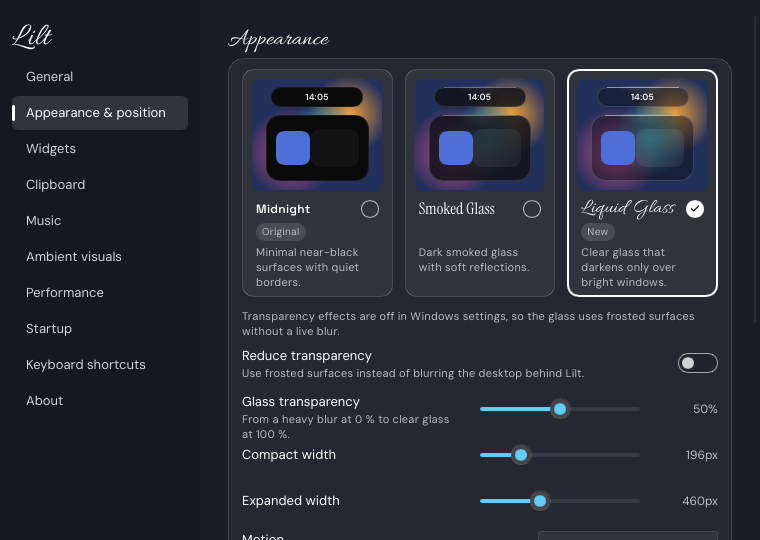 Lilt
General
Appearance & position
Widgets
Clipboard
Music
Ambient visuals
Performance
Startup
Keyboard shortcuts
About
Appearance
14:05
Midnight
Original
Minimal near-black
surfaces with quiet
borders.
14:05
Smoked Glass
Dark smoked glass
with soft reflections.
14:05
Liquid Glass
New
Clear glass that
darkens only over
bright windows.
Transparency effects are off in Windows settings, so the glass uses frosted surfaces
without a live blur.
Reduce transparency
Use frosted surfaces instead of blurring the desktop behind Lilt.
Glass transparency
From a heavy blur at 0 % to clear glass
at 100 %.
50%
Compact width
196px
Expanded width
460px
Motion